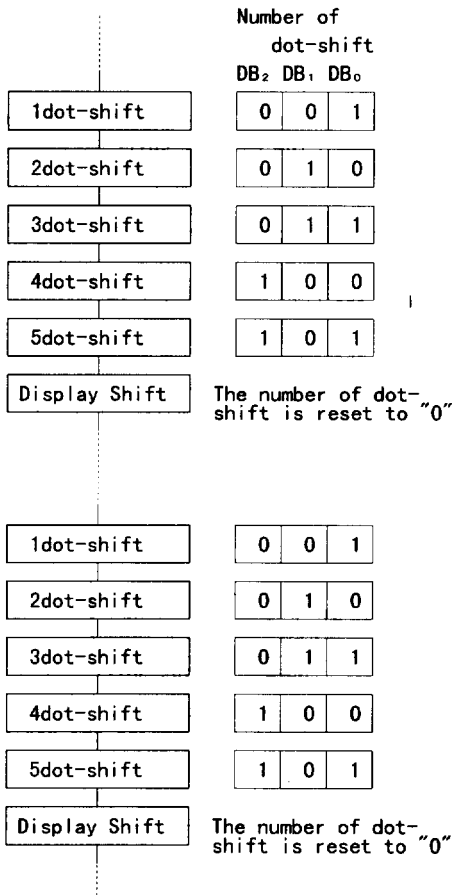 Number of
dot-shift
DB₂ DB₁ DB₀
1dot-shift 0 0 1
2dot-shift 0 1 0
3dot-shift 0 1 1
4dot-shift 1 0 0
5dot-shift 1 0 1
Display Shift The number of dot-
shift is reset to "0"
1dot-shift 0 0 1
2dot-shift 0 1 0
3dot-shift 0 1 1
4dot-shift 1 0 0
5dot-shift 1 0 1
Display Shift The number of dot-
shift is reset to "0"